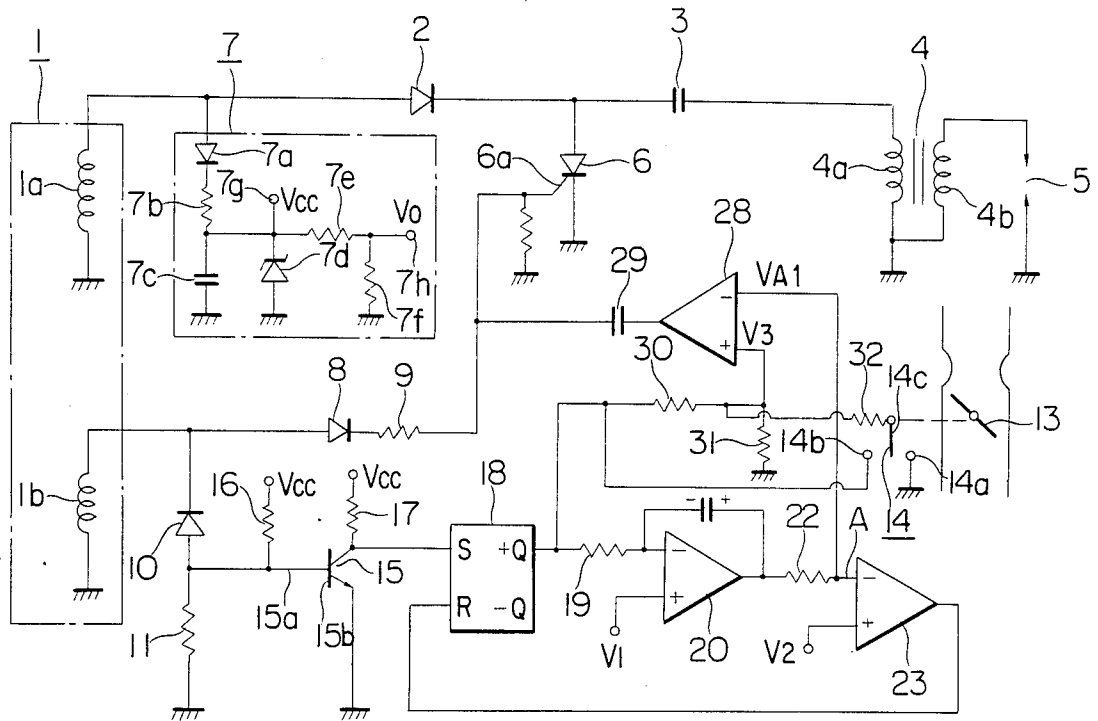 1
7
2
3
4
1a
7a
7b
7g
Vcc
7e
Vo
7c
7d
7h
7f
6a
6
4a
4b
5
28
29
VA1
−
V3
+
30
32
14c
13
8
9
31
14b
14a
14
1b
16
Vcc
Vcc
17
18
10
15
S +Q
R −Q
− +
22
A
19
−
+
20
−
+
23
11
15a
15b
V1
V2